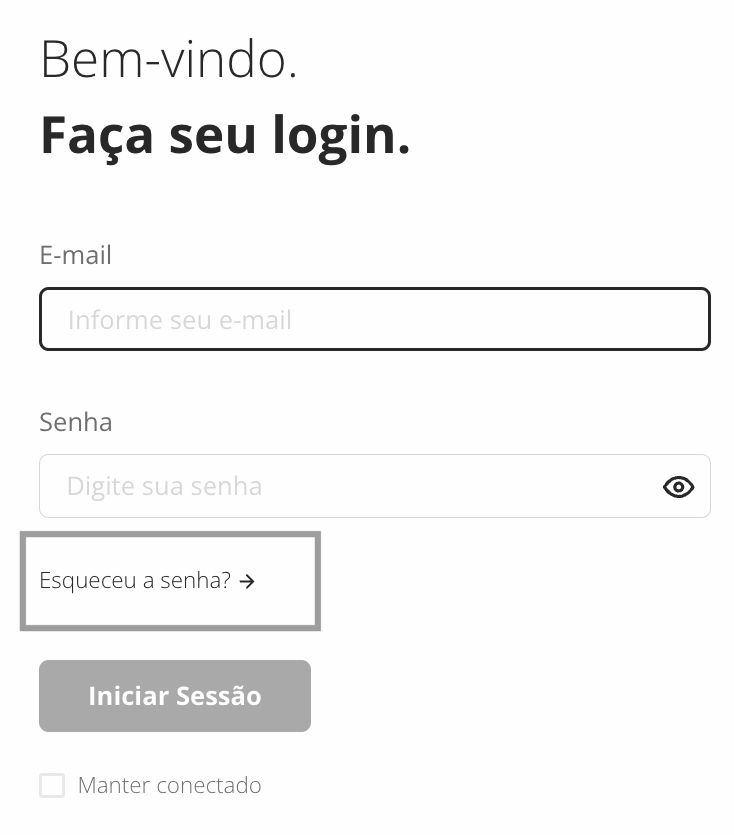 Bem-vindo.
Faça seu login.
E-mail
Informe seu e-mail
Senha
Digite sua senha
Esqueceu a senha? →
Iniciar Sessão
Manter conectado